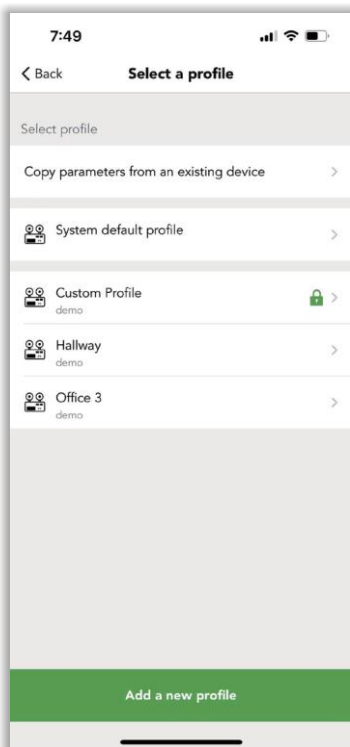 7:49
Back
Select a profile
Select profile
Copy parameters from an existing device
System default profile
Custom Profile
demo
Hallway
demo
Office 3
demo
Add a new profile